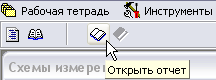 Рабочая тетрадь Инструменты
Схемы измере
Открыть отчет